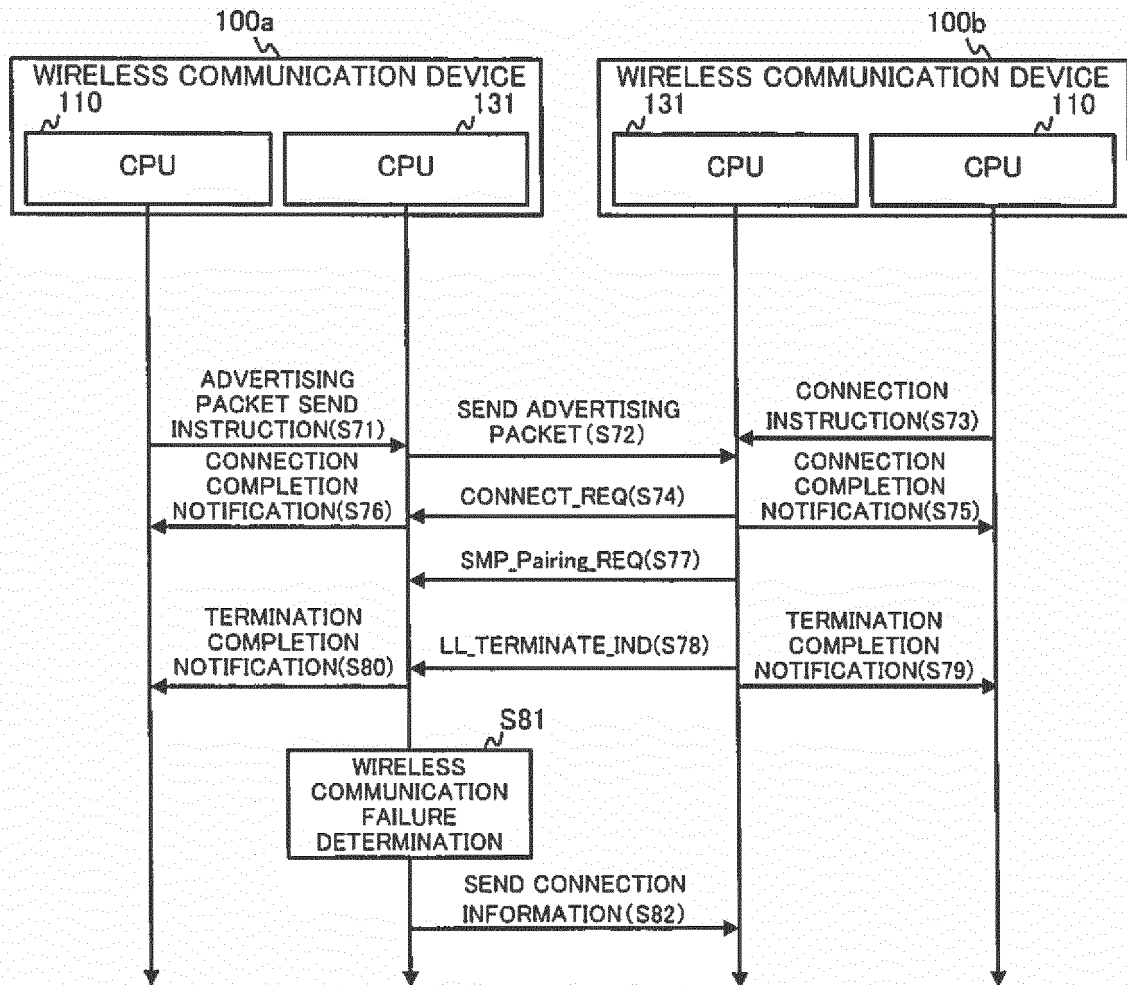 100a
100b
WIRELESS COMMUNICATION DEVICE
WIRELESS COMMUNICATION DEVICE
110
131
131
110
CPU
CPU
CPU
CPU
ADVERTISING
PACKET SEND
INSTRUCTION(S71)
SEND ADVERTISING
PACKET(S72)
CONNECTION
INSTRUCTION(S73)
CONNECTION
COMPLETION
NOTIFICATION(S76)
CONNECT_REQ(S74)
CONNECTION
COMPLETION
NOTIFICATION(S75)
SMP_Pairing_REQ(S77)
TERMINATION
COMPLETION
NOTIFICATION(S80)
LL_TERMINATE_IND(S78)
TERMINATION
COMPLETION
NOTIFICATION(S79)
S81
WIRELESS
COMMUNICATION
FAILURE
DETERMINATION
SEND CONNECTION
INFORMATION(S82)